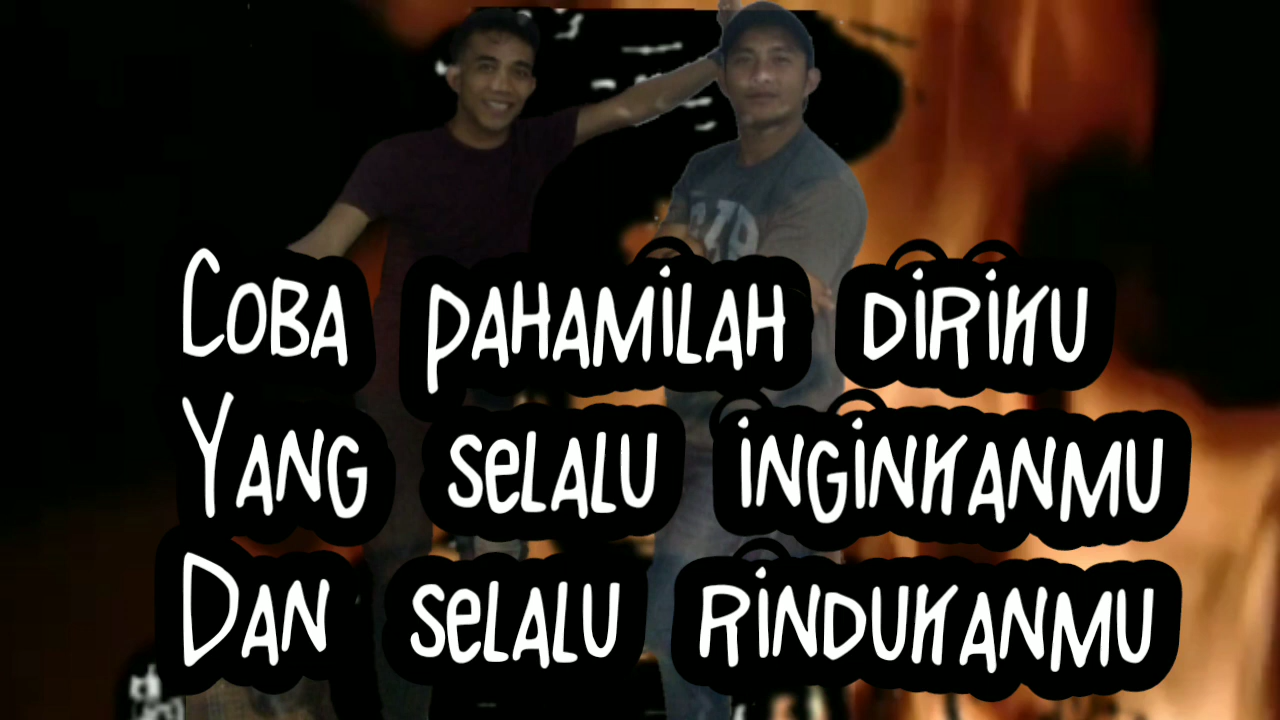 Coba pahamilah diriku
Yang selalu inginkanmu
Dan selalu rindukanmu